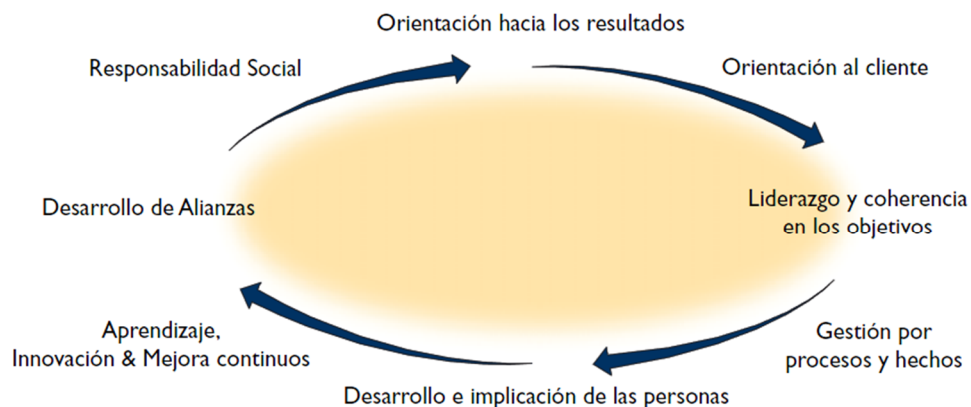 Orientación hacia los resultados
Responsabilidad Social
Orientación al cliente
Desarrollo de Alianzas
Liderazgo y coherencia
en los objetivos
Aprendizaje,
Innovación & Mejora continuos
Gestión por
procesos y hechos
Desarrollo e implicación de las personas